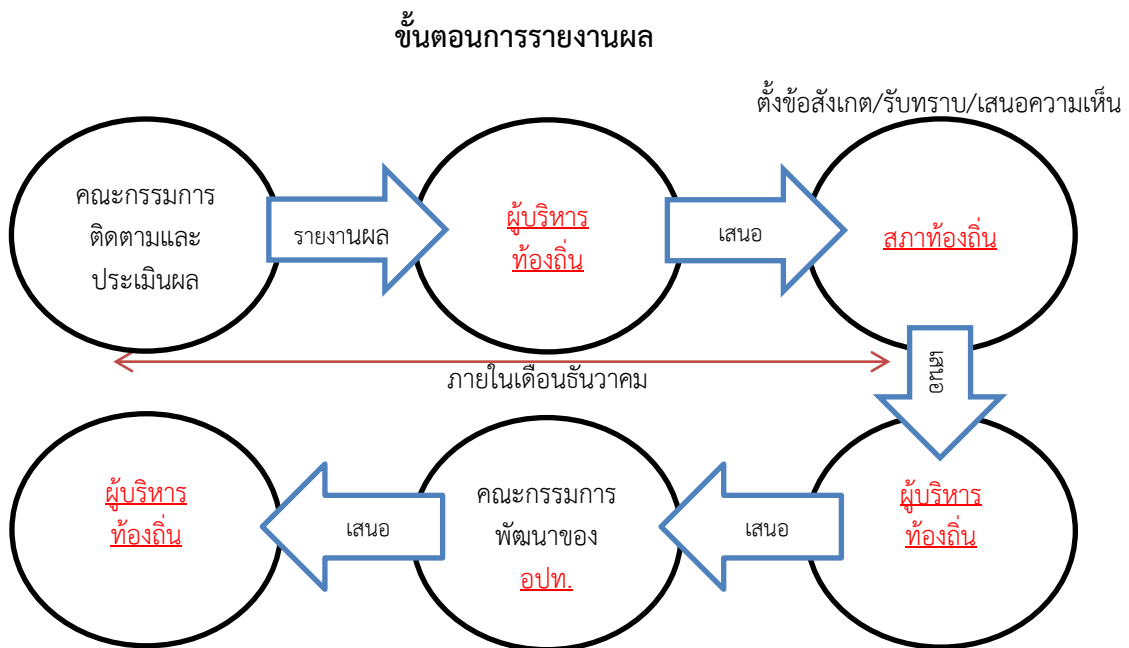 ขั้นตอนการรายงานผล
ตั้งข้อสังเกต/รับทราบ/เสนอความเห็น
คณะกรรมการ
ติดตามและ
ประเมินผล
รายงานผล
ผู้บริหาร
ท้องถิ่น
เสนอ
สภาท้องถิ่น
ภายในเดือนธันวาคม
เสนอ
ผู้บริหาร
ท้องถิ่น
เสนอ
คณะกรรมการ
พัฒนาของ
อปท.
เสนอ
ผู้บริหาร
ท้องถิ่น